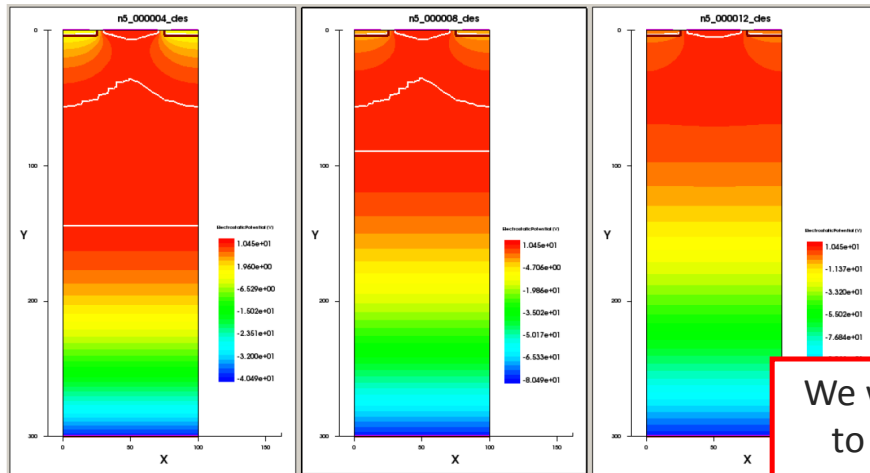 n5_000004_des
0
100
200
300
Y
0
50
100
150
X
ElectrostaticPotential (V)
1.045e+01
1.960e+00
-6.529e+00
-1.502e+01
-2.351e+01
-3.200e+01
-4.049e+01
n5_000008_des
0
100
200
300
Y
0
50
100
150
X
ElectrostaticPotential (V)
1.045e+01
-4.706e+00
-1.986e+01
-3.502e+01
-5.017e+01
-6.533e+01
-8.049e+01
n5_000012_des
0
100
200
300
Y
0
50
X
ElectrostaticPotential (V)
1.045e+01
-1.137e+01
-3.320e+01
-5.502e+01
-7.684e+01
We
to